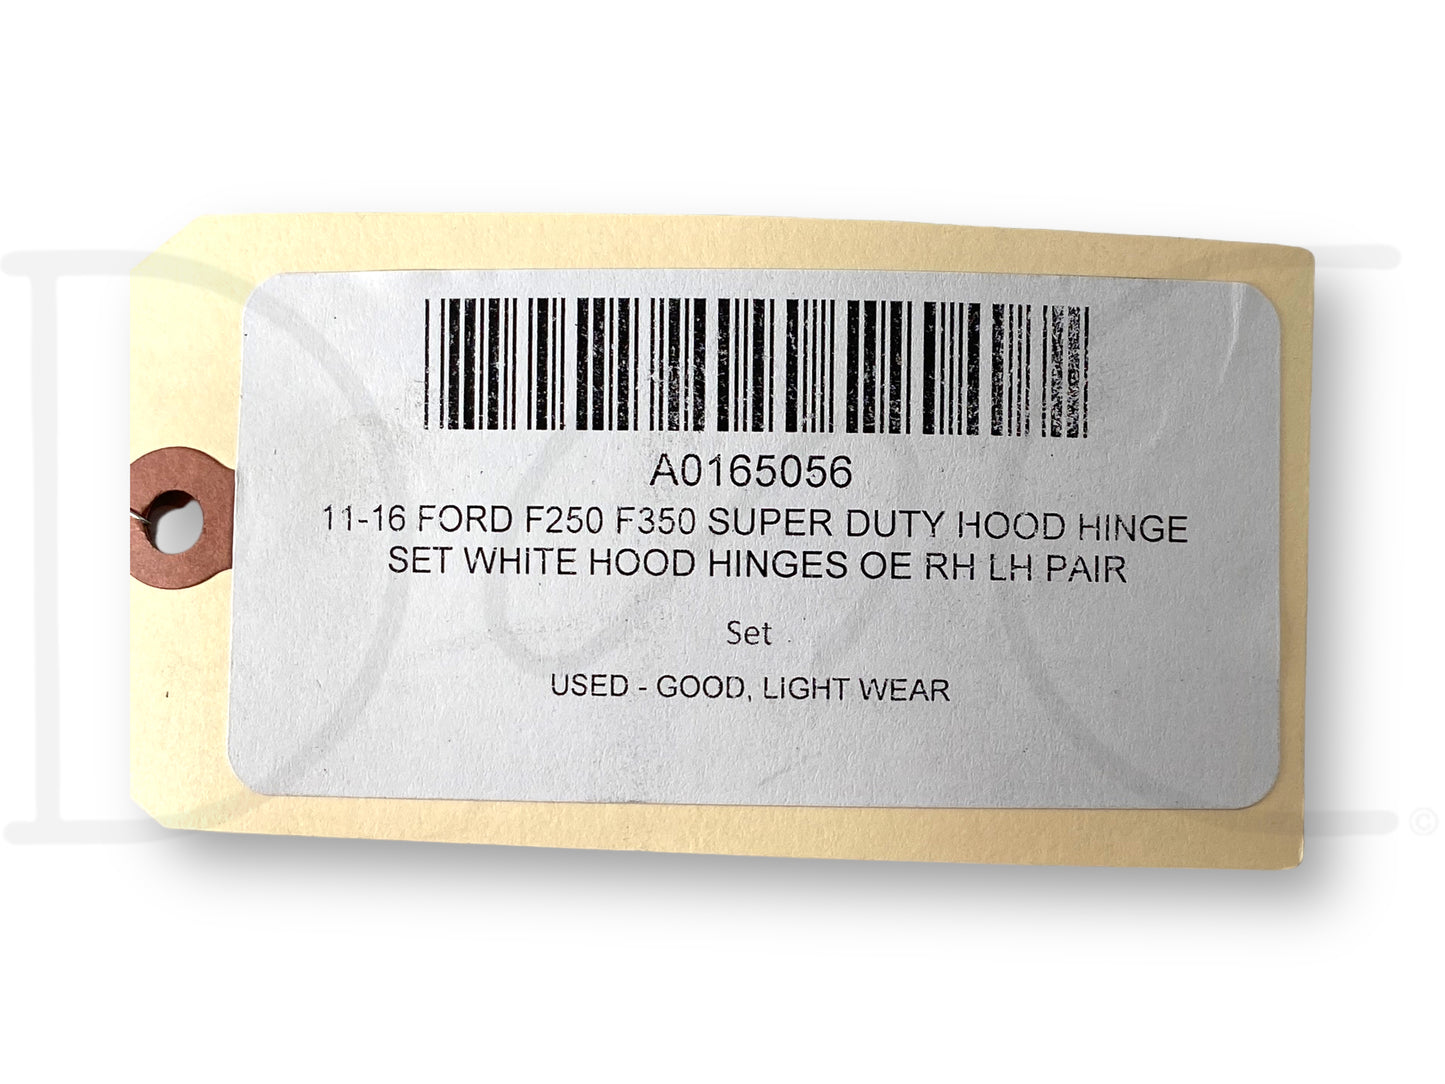 A0165056
11-16 FORD F250 F350 SUPER DUTY HOOD HINGE
SET WHITE HOOD HINGES OE RH LH PAIR
Set
USED - GOOD, LIGHT WEAR
©